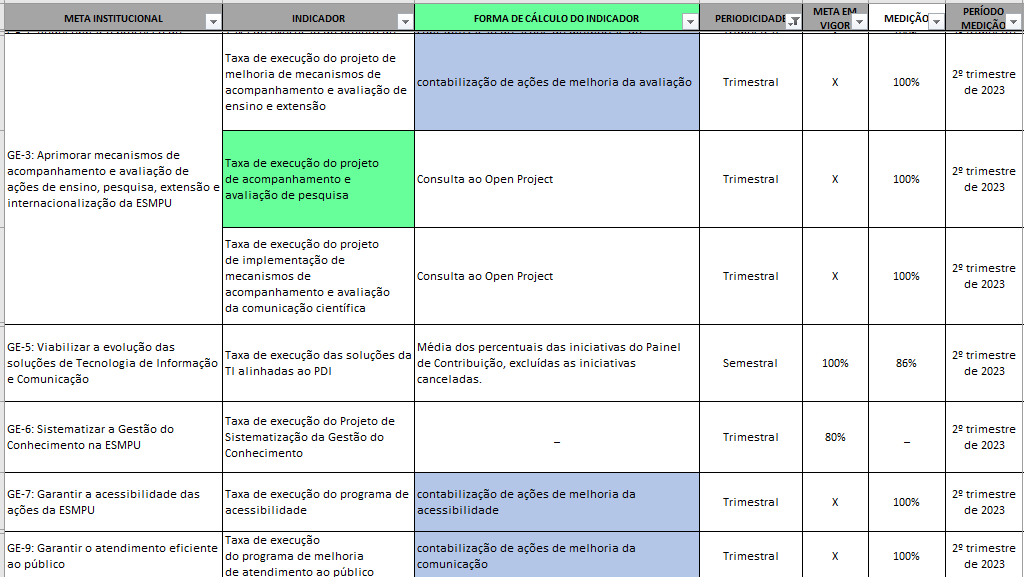 META INSTITUCIONAL
INDICADOR
FORMA DE CÁLCULO DO INDICADOR
PERIODICIDADE
META EM
VIGOR
MEDIÇÃO
PERÍODO
MEDIÇÃO
GE-3: Aprimorar mecanismos de
acompanhamento e avaliação de
ações de ensino, pesquisa, extensão e
internacionalização da ESMPU
Taxa de execução do projeto de
melhoria de mecanismos de
acompanhamento e avaliação de
ensino e extensão
contabilização de ações de melhoria da avaliação
Trimestral
X
100%
2º trimestre
de 2023
Taxa de execução do projeto
de acompanhamento e
avaliação de pesquisa
Consulta ao Open Project
Trimestral
X
100%
2º trimestre
de 2023
Taxa de execução do projeto
de implementação de
mecanismos de
acompanhamento e avaliação
da comunicação científica
Consulta ao Open Project
Trimestral
X
100%
2º trimestre
de 2023
GE-5: Viabilizar a evolução das
soluções de Tecnologia de Informação
e Comunicação
Taxa de execução das soluções da
TI alinhadas ao PDI
Média dos percentuais das iniciativas do Painel
de Contribuição, excluídas as iniciativas
canceladas.
Semestral
100%
86%
2º trimestre
de 2023
GE-6: Sistematizar a Gestão do
Conhecimento na ESMPU
Taxa de execução do Projeto de
Sistematização da Gestão do
Conhecimento
–
Trimestral
80%
–
2º trimestre
de 2023
GE-7: Garantir a acessibilidade das
ações da ESMPU
Taxa de execução do programa de
acessibilidade
contabilização de ações de melhoria da
acessibilidade
Trimestral
X
100%
2º trimestre
de 2023
GE-9: Garantir o atendimento eficiente
ao público
Taxa de execução
do programa de melhoria
de atendimento ao público
contabilização de ações de melhoria da
comunicação
Trimestral
X
100%
2º trimestre
de 2023